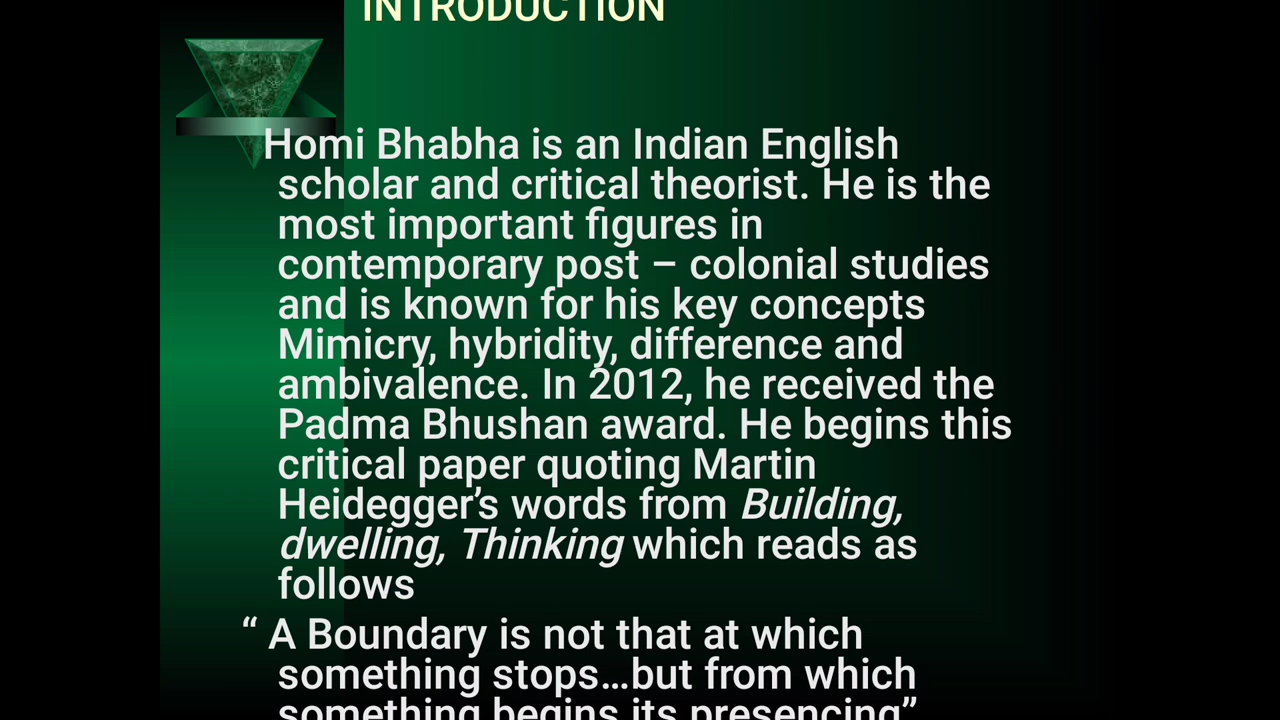 INTRODUCTION
Homi Bhabha is an Indian English
scholar and critical theorist. He is the
most important figures in
contemporary post – colonial studies
and is known for his key concepts
Mimicry, hybridity, difference and
ambivalence. In 2012, he received the
Padma Bhushan award. He begins this
critical paper quoting Martin
Heidegger’s words from Building,
dwelling, Thinking which reads as
follows
“ A Boundary is not that at which
something stops...but from which
something begins its presencing”